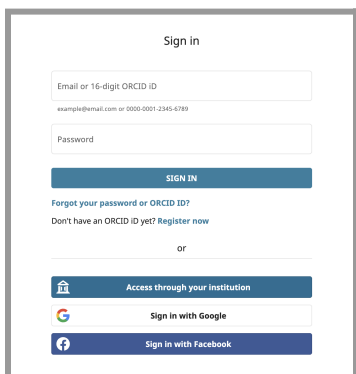 Sign in
Email or 16-digit ORCID iD
example@email.com or 0000-0001-2345-6789
Password
SIGN IN
Forgot your password or ORCID ID?
Don't have an ORCID iD yet? Register now
or
Access through your institution
Sign in with Google
Sign in with Facebook